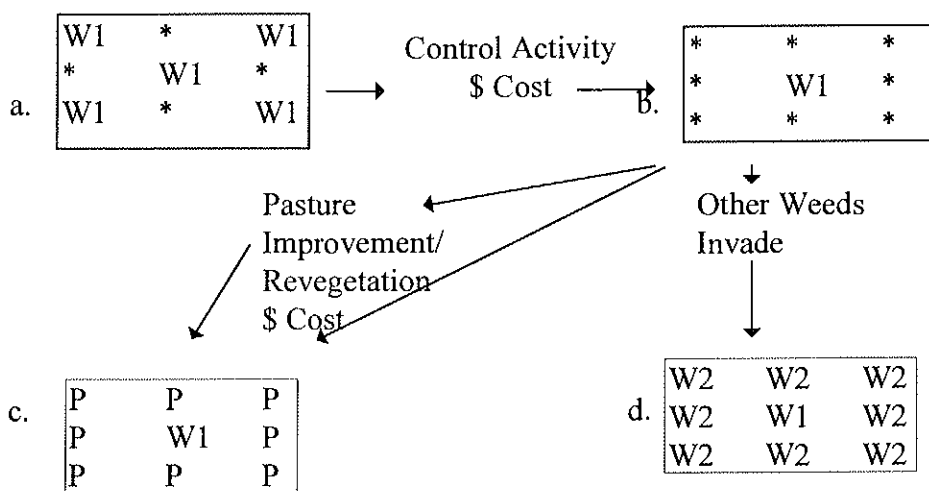 W1 * W1
* W1 *
a. W1 * W1
Control Activity
$ Cost
* * *
* W1 *
b. * * *
Pasture
Improvement/
Revegetation
$ Cost
Other Weeds
Invade
P P P
c. P W1 P
P P P
W2 W2 W2
d. W2 W1 W2
W2 W2 W2